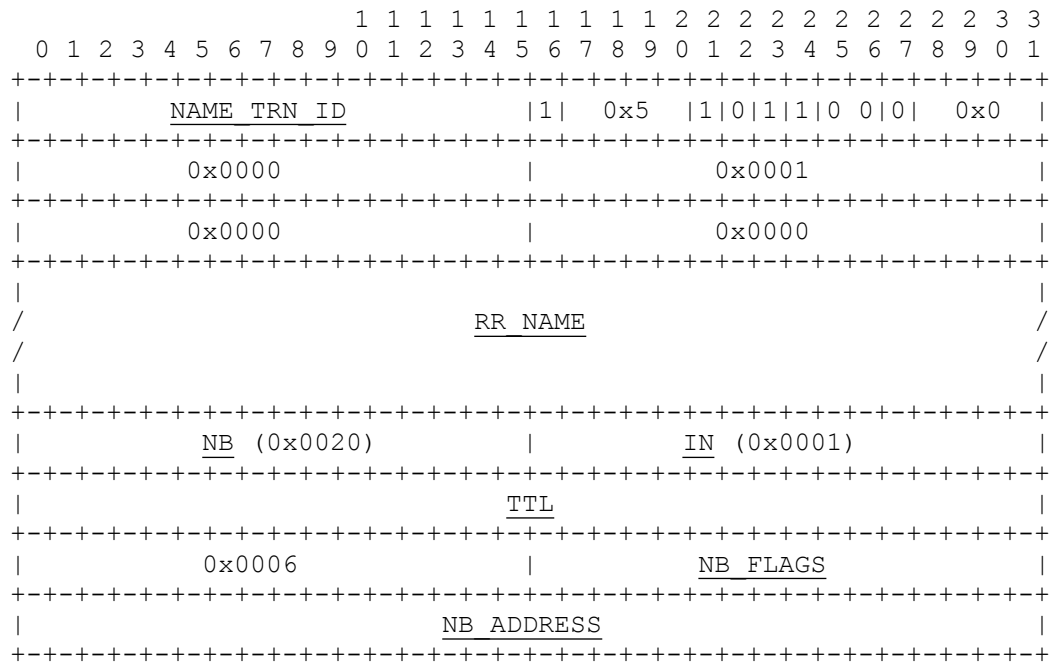 1 1 1 1 1 1 1 1 1 1 2 2 2 2 2 2 2 2 2 2 3 3
  0 1 2 3 4 5 6 7 8 9 0 1 2 3 4 5 6 7 8 9 0 1 2 3 4 5 6 7 8 9 0 1
+-+-+-+-+-+-+-+-+-+-+-+-+-+-+-+-+-+-+-+-+-+-+-+-+-+-+-+-+-+-+-+-+
|         NAME_TRN_ID           |1|  0x5  |1|0|1|1|0 0|0|  0x0  |
+-+-+-+-+-+-+-+-+-+-+-+-+-+-+-+-+-+-+-+-+-+-+-+-+-+-+-+-+-+-+-+-+
|          0x0000               |           0x0001              |
+-+-+-+-+-+-+-+-+-+-+-+-+-+-+-+-+-+-+-+-+-+-+-+-+-+-+-+-+-+-+-+-+
|          0x0000               |           0x0000              |
+-+-+-+-+-+-+-+-+-+-+-+-+-+-+-+-+-+-+-+-+-+-+-+-+-+-+-+-+-+-+-+-+
|                                                               |
/                            RR_NAME                            /
/                                                               /
|                                                               |
+-+-+-+-+-+-+-+-+-+-+-+-+-+-+-+-+-+-+-+-+-+-+-+-+-+-+-+-+-+-+-+-+
|           NB (0x0020)         |         IN (0x0001)           |
+-+-+-+-+-+-+-+-+-+-+-+-+-+-+-+-+-+-+-+-+-+-+-+-+-+-+-+-+-+-+-+-+
|                              TTL                              |
+-+-+-+-+-+-+-+-+-+-+-+-+-+-+-+-+-+-+-+-+-+-+-+-+-+-+-+-+-+-+-+-+
|           0x0006              |          NB_FLAGS             |
+-+-+-+-+-+-+-+-+-+-+-+-+-+-+-+-+-+-+-+-+-+-+-+-+-+-+-+-+-+-+-+-+
|                          NB_ADDRESS                           |
+-+-+-+-+-+-+-+-+-+-+-+-+-+-+-+-+-+-+-+-+-+-+-+-+-+-+-+-+-+-+-+-+